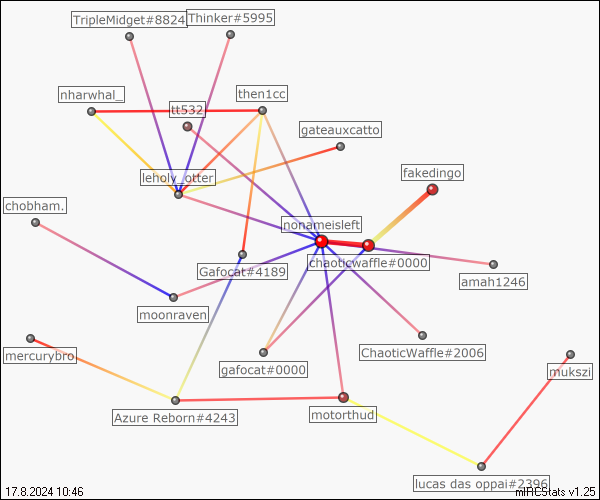 TripleMidget#8824
Thinker#5995
nharwhal_
then1cc
tt532
gateauxcatto
leholy_otter
fakedingo
chobham.
nonameisleft
chaoticwaffle#0000
Gafocat#4189
amah1246
moonraven
mercurybro
gafocat#0000
ChaoticWaffle#2006
mukszi
Azure Reborn#4243
motorthud
lucas das oppai#2396
17.8.2024 10:46
mIRCStats v1.25